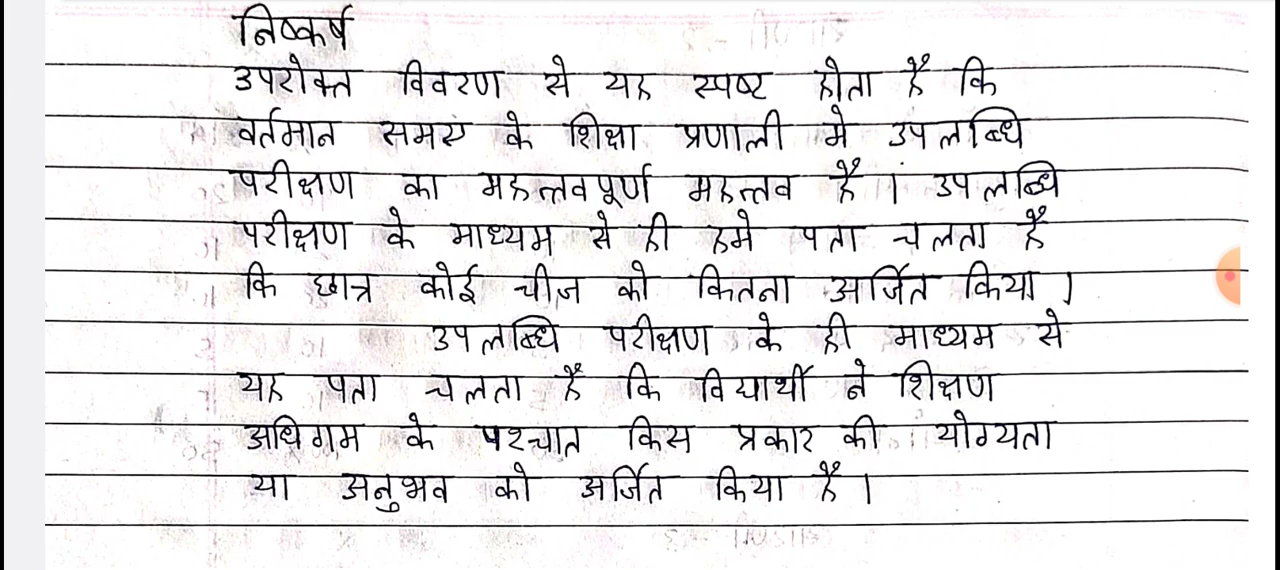 निष्कर्ष
उपरोक्त विवरण से यह स्पष्ट होता है कि
वर्तमान समय के शिक्षा प्रणाली मे उपलब्धि
परीक्षण का महत्तवपूर्ण महत्तव है। उपलब्धि
परीक्षण के माध्यम से ही हमे पता चलता है
कि छात्र कोई चीज को कितना अर्जित किया।
उपलब्धि परीक्षण के ही माध्यम से
यह पता चलता है कि विद्यार्थी ने शिक्षण
अधिगम के पश्चात किस प्रकार की योग्यता
या अनुभव को अर्जित किया है।